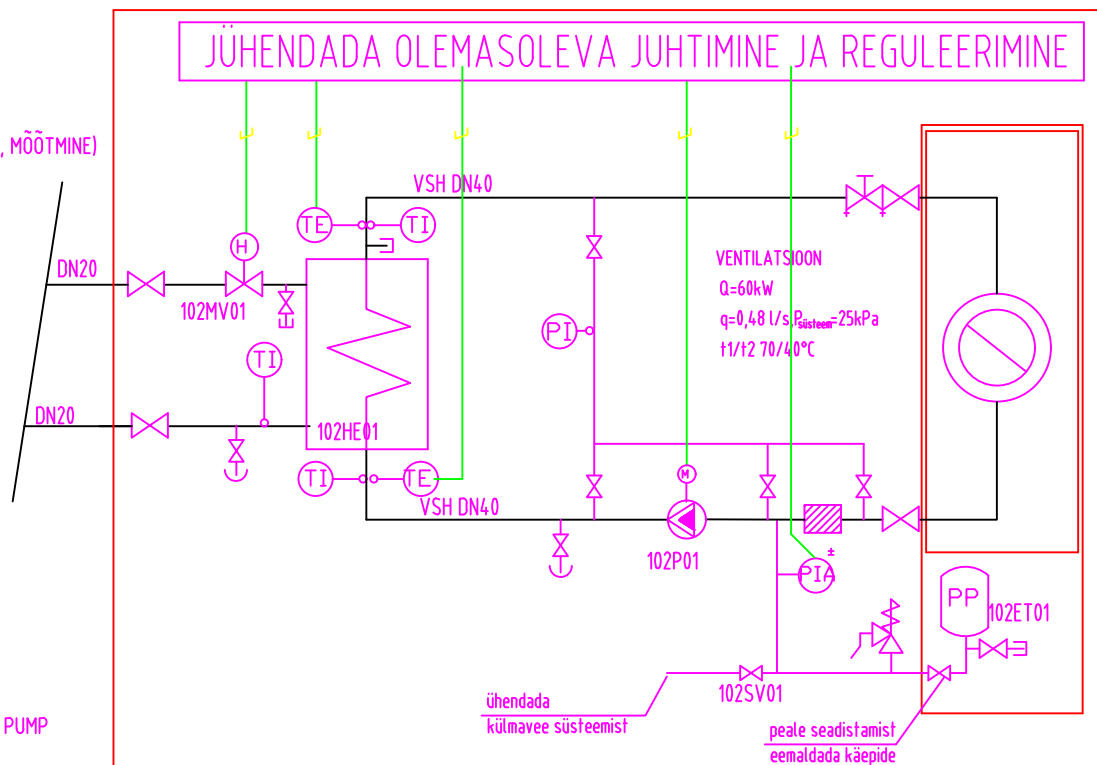 JÜHENDADA OLEMASOLEVA JUHTIMINE JA REGULEERIMINE
, MÕÕTMINE)
VSH DN40
TE
TI
H
DN20
102MV01
VENTILATSIOON
Q=60kW
q=0,48 l/s,Psüsteem=25kPa
t1/t2 70/40°C
PI
TI
DN20
102HE01
TI
TE
M
VSH DN40
102P01
±
PIA
PP
102ET01
102SV01
ühendada
külmavee süsteemist
PUMP
peale seadistamist
eemaldada käepide